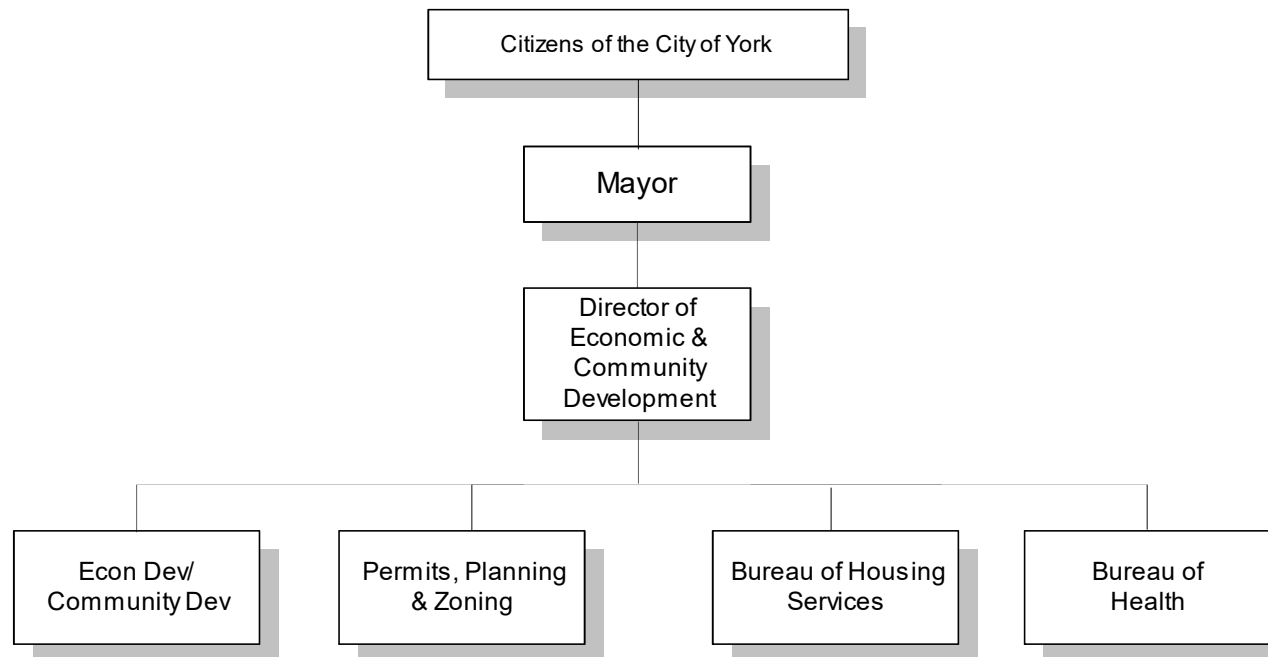 Citizens of the City of York
Mayor
Director of
Economic &
Community
Development
Econ Dev/
Community Dev
Permits, Planning
& Zoning
Bureau of Housing
Services
Bureau of
Health